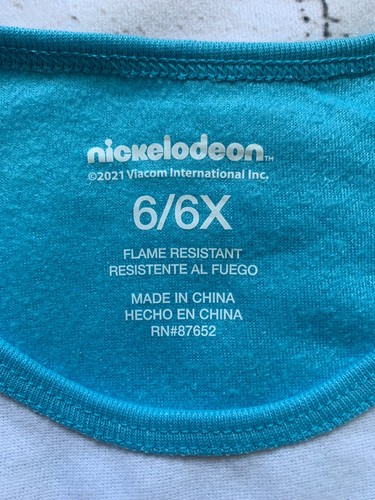 nickelodeon™
©2021 Viacom International Inc.
6/6X
FLAME RESISTANT
RESISTENTE AL FUEGO
MADE IN CHINA
HECHO EN CHINA
RN#87652